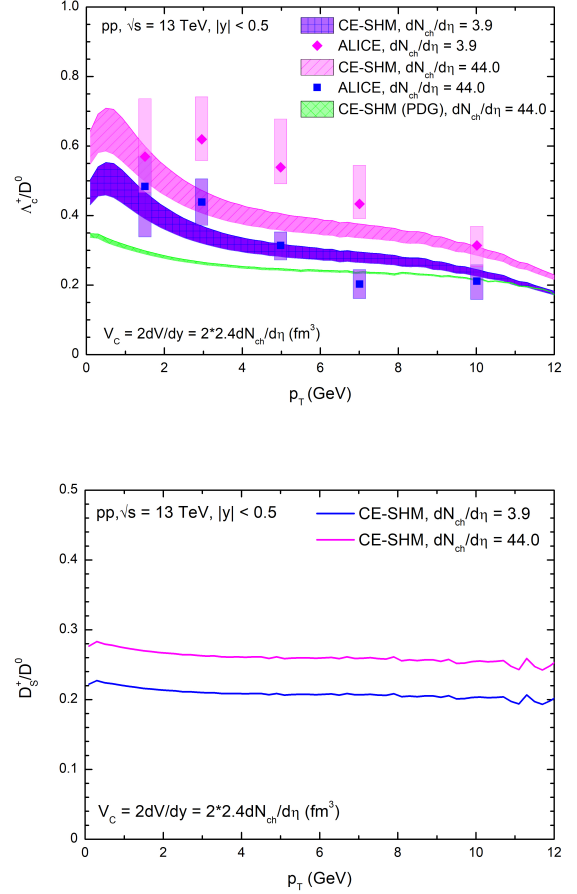 pp, √s = 13 TeV, |y| < 0.5
CE-SHM, dN_ch/dη = 3.9
ALICE, dN_ch/dη = 3.9
CE-SHM, dN_ch/dη = 44.0
ALICE, dN_ch/dη = 44.0
CE-SHM (PDG), dN_ch/dη = 44.0
1.0
0.8
0.6
0.4
0.2
0
Λ_c^+/D^0
V_C = 2dV/dy = 2*2.4dN_ch/dη (fm^3)
0 2 4 6 8 10 12
p_T (GeV)
pp,√s = 13 TeV, |y| < 0.5
CE-SHM, dN_ch/dη = 3.9
CE-SHM, dN_ch/dη = 44.0
0.5
0.4
0.3
0.2
0.1
0
D_S^+/D^0
V_C = 2dV/dy = 2*2.4dN_ch/dη (fm^3)
0 2 4 6 8 10 12
p_T (GeV)